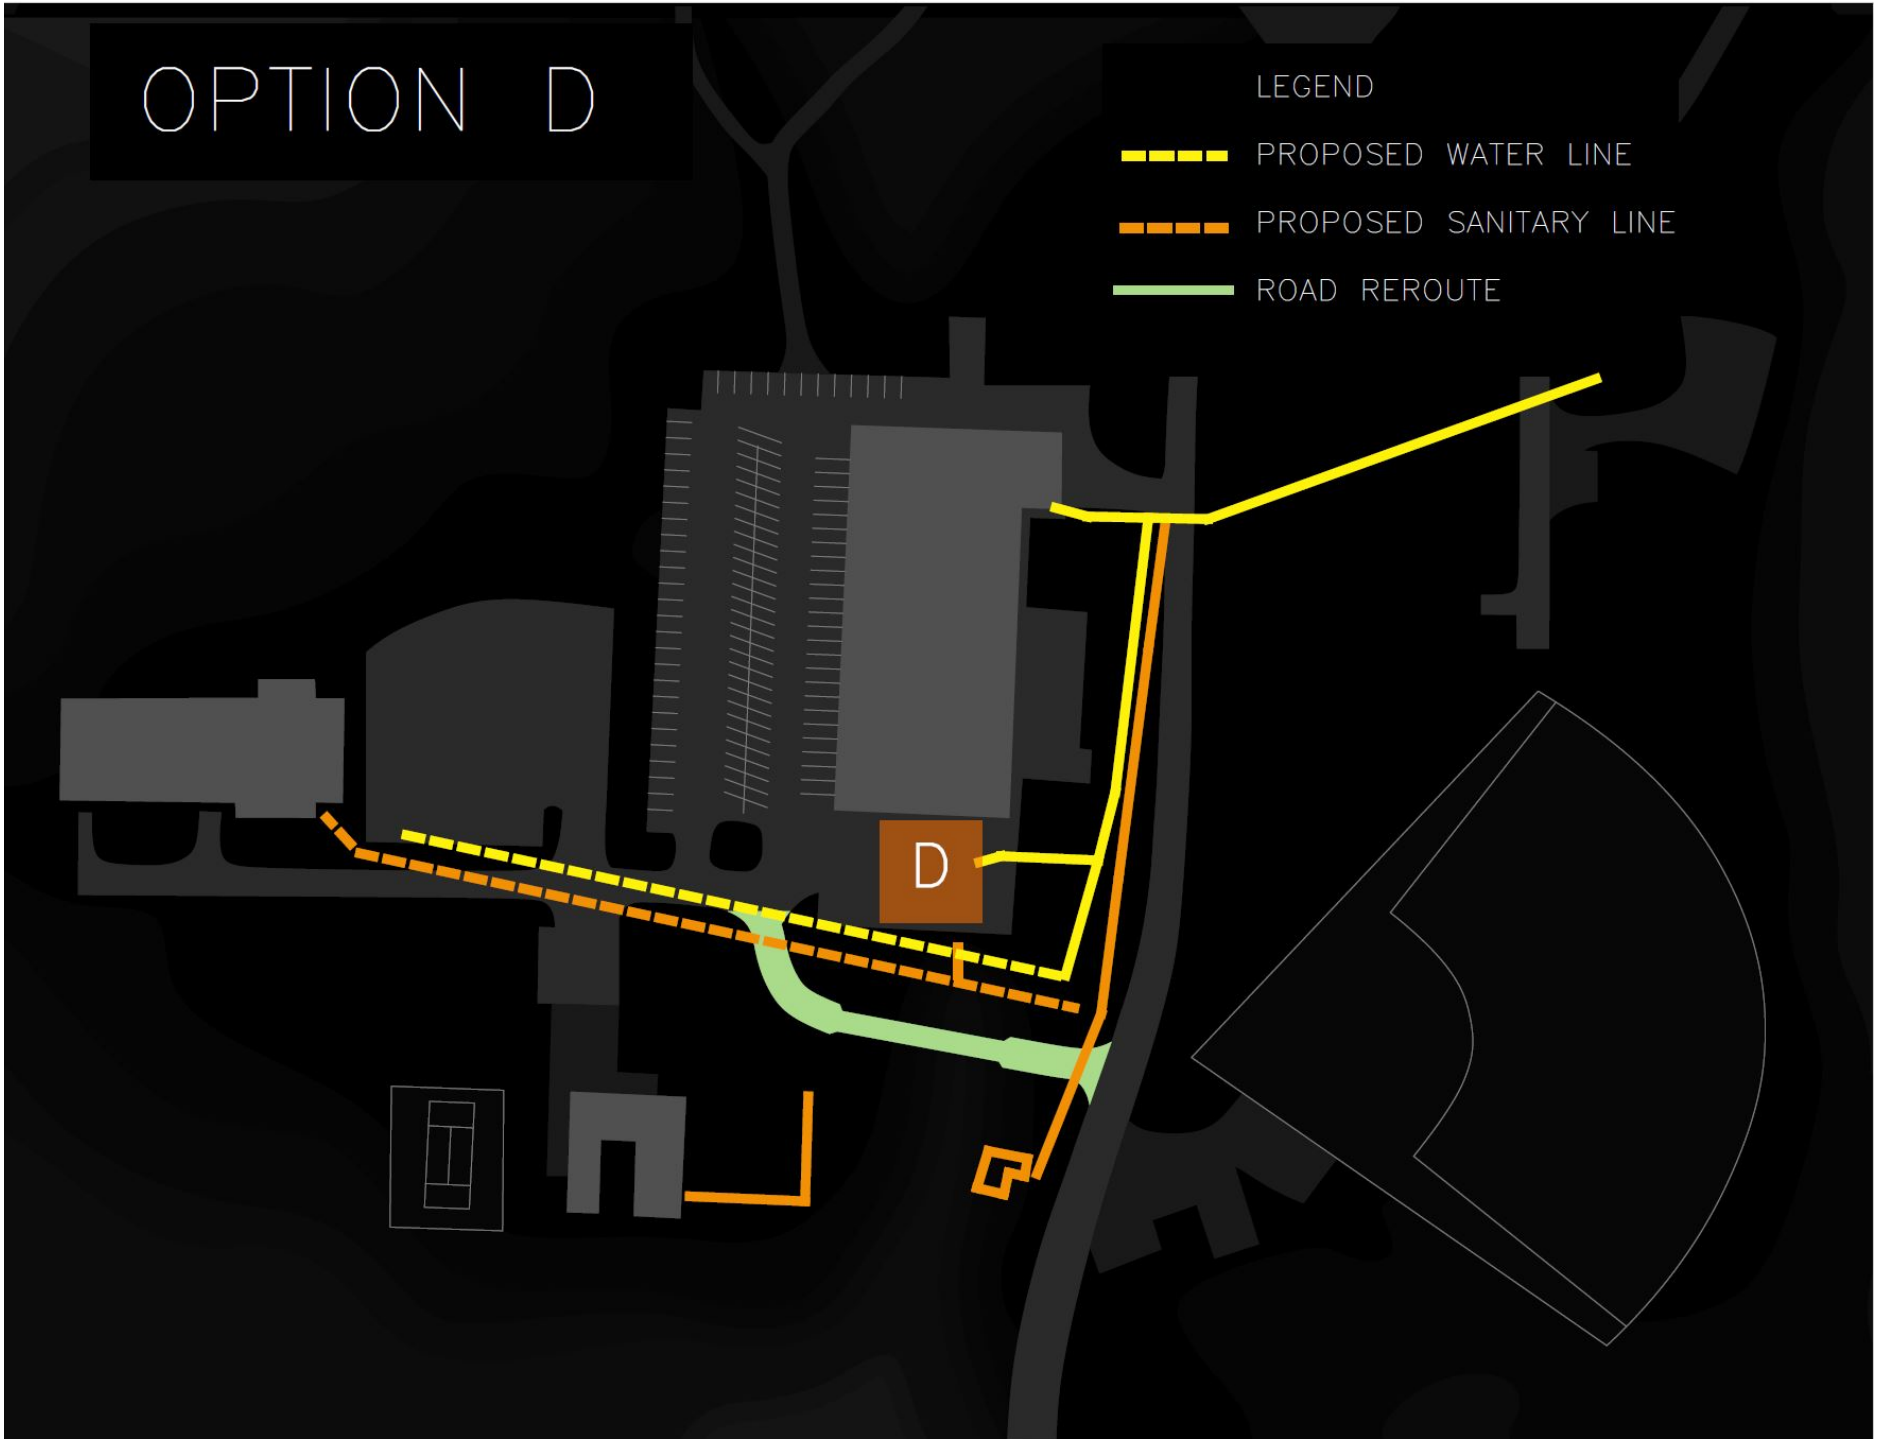 OPTION D
LEGEND
PROPOSED WATER LINE
PROPOSED SANITARY LINE
ROAD REROUTE
D